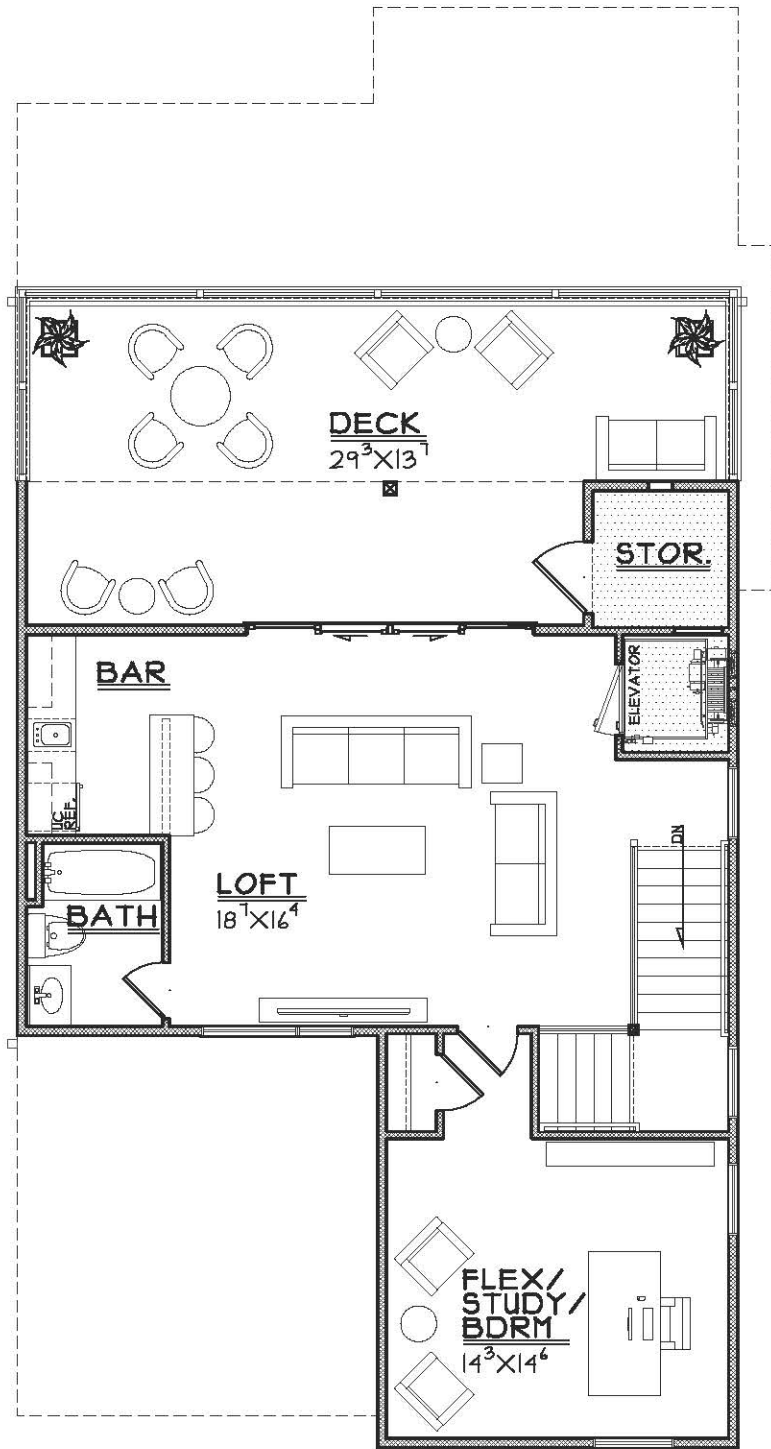 DECK
29³X13⁷
STOR.
BAR
ELEVATOR
UC
REF.
DN
LOFT
18⁷X16⁴
BATH
FLEX/
STUDY/
BDRM
14³X14⁶